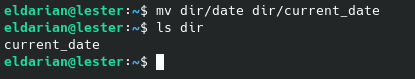 eldarian@lester:~$ mv dir/date dir/current_date
eldarian@lester:~$ ls dir
current_date
eldarian@lester:~$